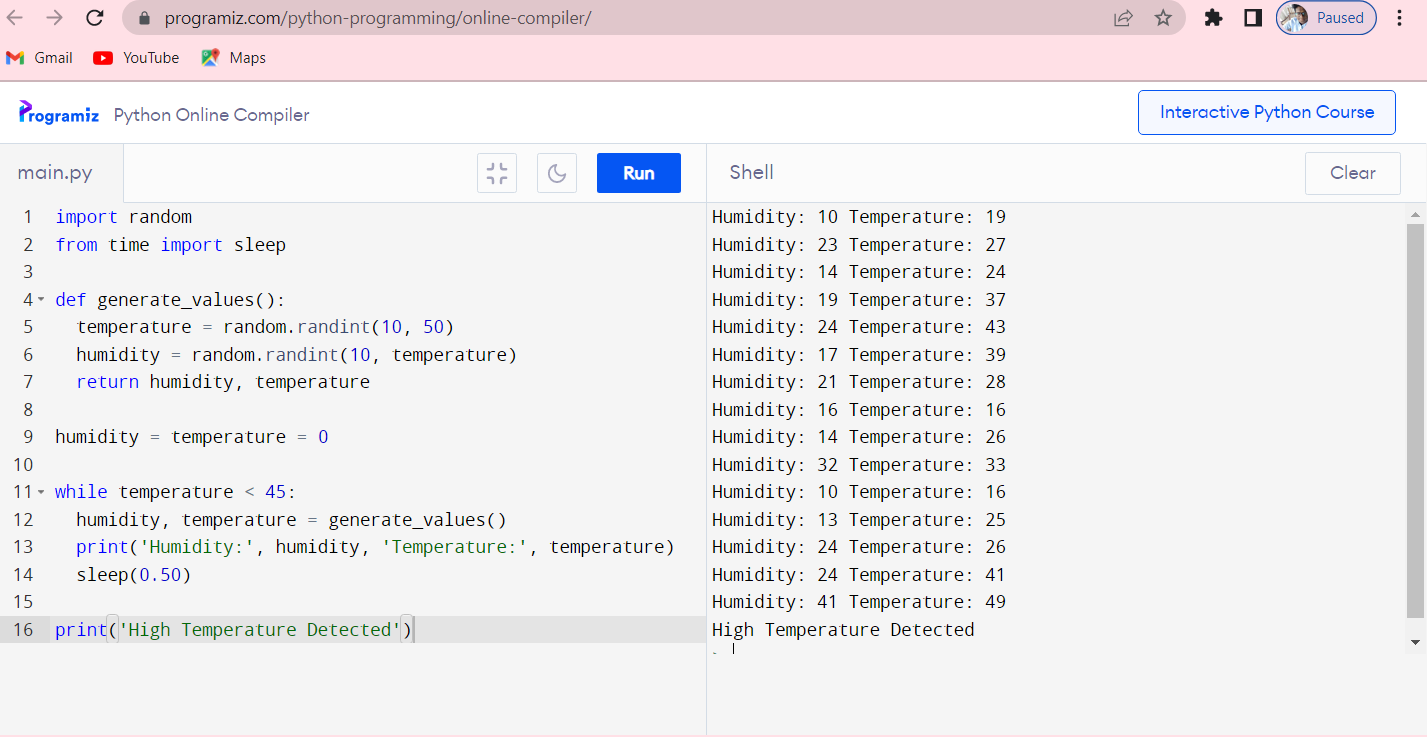 programiz.com/python-programming/online-compiler/
Paused
Gmail
YouTube
Maps
Programiz
Python Online Compiler
Interactive Python Course
main.py
Run
Shell
Clear
1 import random
2 from time import sleep
3
4 def generate_values():
5   temperature = random.randint(10, 50)
6   humidity = random.randint(10, temperature)
7   return humidity, temperature
8
9 humidity = temperature = 0
10
11 while temperature < 45:
12   humidity, temperature = generate_values()
13   print('Humidity:', humidity, 'Temperature:', temperature)
14   sleep(0.50)
15
16 print('High Temperature Detected')
Humidity: 10 Temperature: 19
Humidity: 23 Temperature: 27
Humidity: 14 Temperature: 24
Humidity: 19 Temperature: 37
Humidity: 24 Temperature: 43
Humidity: 17 Temperature: 39
Humidity: 21 Temperature: 28
Humidity: 16 Temperature: 16
Humidity: 14 Temperature: 26
Humidity: 32 Temperature: 33
Humidity: 10 Temperature: 16
Humidity: 13 Temperature: 25
Humidity: 24 Temperature: 26
Humidity: 24 Temperature: 41
Humidity: 41 Temperature: 49
High Temperature Detected